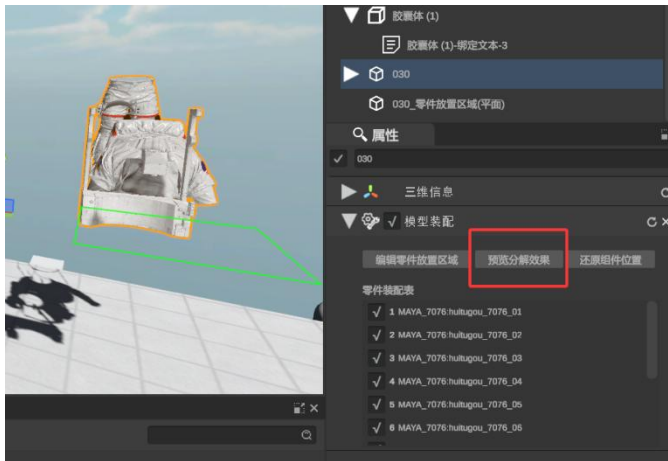 胶囊体 (1)
胶囊体 (1)-绑定文本-3
030
030_零件放置区域(平面)
属性
030
三维信息
模型装配
编辑零件放置区域 预览分解效果 还原组件位置
零件装配表
1 MAYA_7076:huitugou_7076_01
2 MAYA_7076:huitugou_7076_02
3 MAYA_7076:huitugou_7076_03
4 MAYA_7076:huitugou_7076_04
5 MAYA_7076:huitugou_7076_05
6 MAYA_7076:huitugou_7076_06